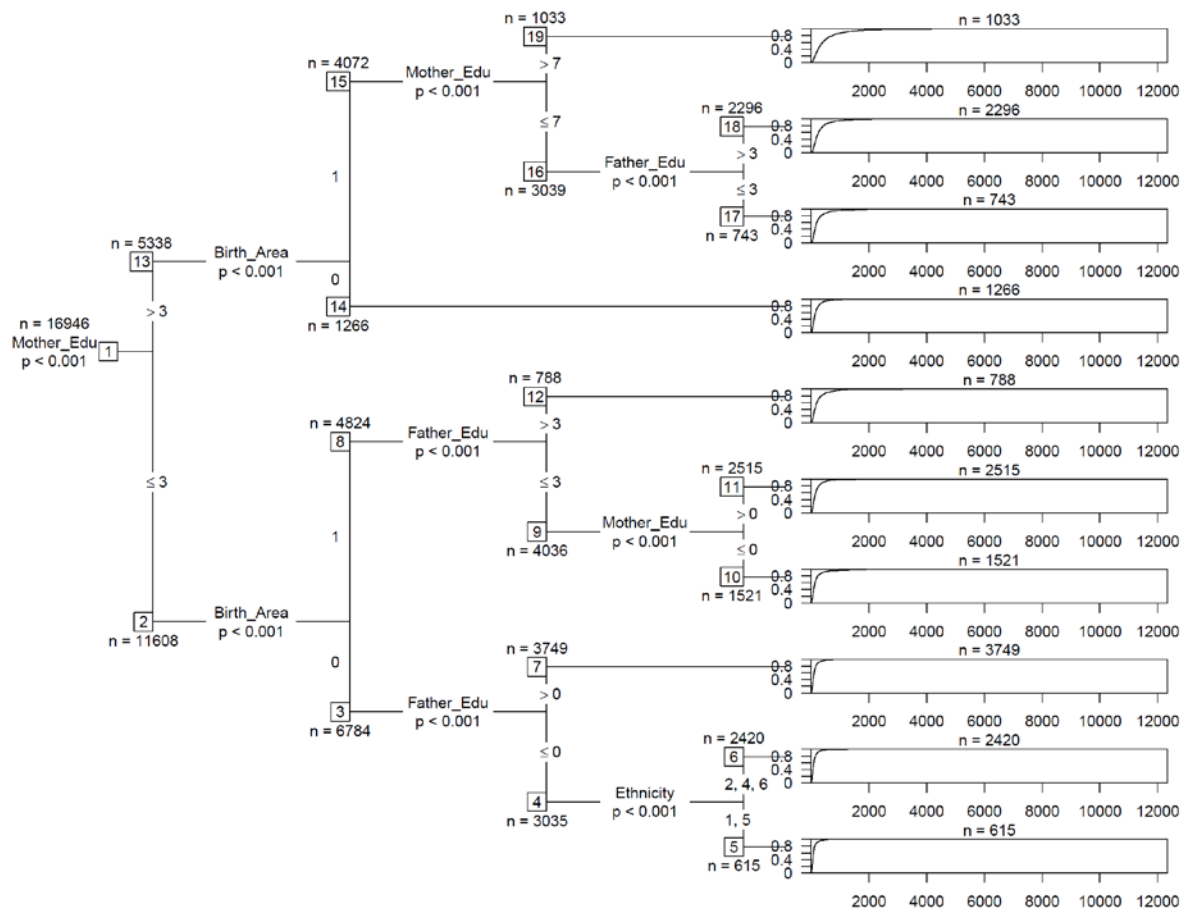 n = 1033
19
> 7
n = 4072
15
Mother_Edu
p < 0.001
≤ 7
n = 2296
18
> 3
1
16
n = 3039
Father_Edu
p < 0.001
≤ 3
17
n = 743
n = 5338
13
Birth_Area
p < 0.001
0
14
n = 1266
> 3
n = 16946
Mother_Edu
p < 0.001
1
≤ 3
n = 788
12
> 3
n = 4824
8
Father_Edu
p < 0.001
≤ 3
n = 2515
11
> 0
1
9
n = 4036
Mother_Edu
p < 0.001
≤ 0
10
n = 1521
2
n = 11608
Birth_Area
p < 0.001
0
n = 3749
7
> 0
3
n = 6784
Father_Edu
p < 0.001
≤ 0
n = 2420
6
2, 4, 6
4
n = 3035
Ethnicity
p < 0.001
1, 5
5
n = 615
n = 1033
0.8
0.4
0
2000 4000 6000 8000 10000 12000
n = 2296
0.8
0.4
0
2000 4000 6000 8000 10000 12000
n = 743
0.8
0.4
0
2000 4000 6000 8000 10000 12000
n = 1266
0.8
0.4
0
2000 4000 6000 8000 10000 12000
n = 788
0.8
0.4
0
2000 4000 6000 8000 10000 12000
n = 2515
0.8
0.4
0
2000 4000 6000 8000 10000 12000
n = 1521
0.8
0.4
0
2000 4000 6000 8000 10000 12000
n = 3749
0.8
0.4
0
2000 4000 6000 8000 10000 12000
n = 2420
0.8
0.4
0
2000 4000 6000 8000 10000 12000
n = 615
0.8
0.4
0
2000 4000 6000 8000 10000 12000